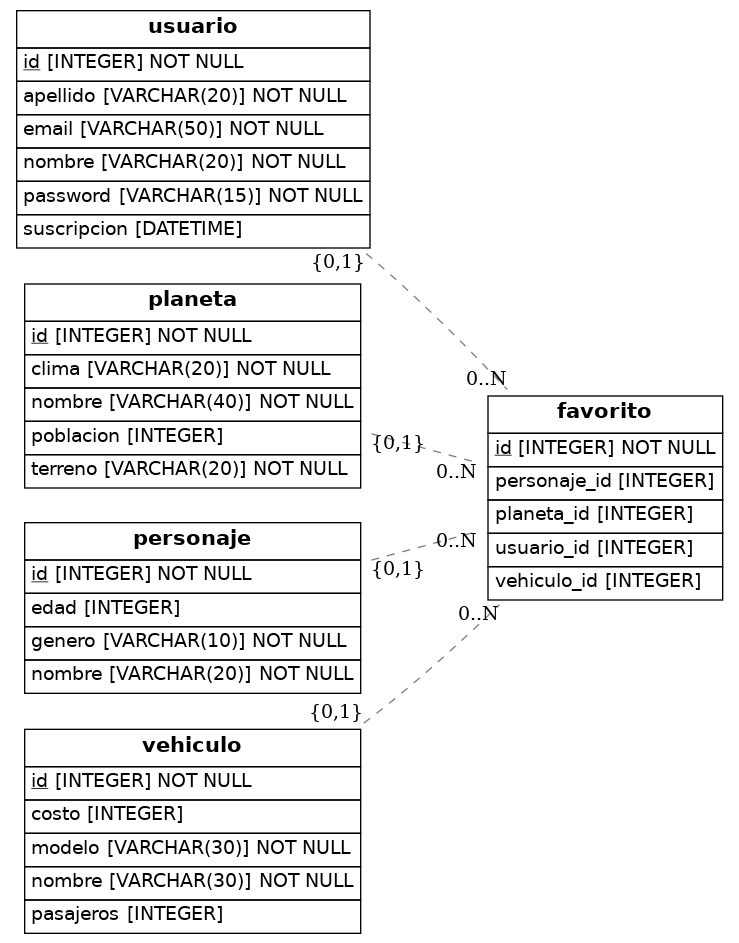 usuario
id [INTEGER] NOT NULL
apellido [VARCHAR(20)] NOT NULL
email [VARCHAR(50)] NOT NULL
nombre [VARCHAR(20)] NOT NULL
password [VARCHAR(15)] NOT NULL
suscripcion [DATETIME]
{0,1}
0..N
planeta
id [INTEGER] NOT NULL
clima [VARCHAR(20)] NOT NULL
nombre [VARCHAR(40)] NOT NULL
poblacion [INTEGER]
terreno [VARCHAR(20)] NOT NULL
{0,1}
0..N
favorito
id [INTEGER] NOT NULL
personaje_id [INTEGER]
planeta_id [INTEGER]
usuario_id [INTEGER]
vehiculo_id [INTEGER]
personaje
id [INTEGER] NOT NULL
edad [INTEGER]
genero [VARCHAR(10)] NOT NULL
nombre [VARCHAR(20)] NOT NULL
0..N
{0,1}
0..N
{0,1}
vehiculo
id [INTEGER] NOT NULL
costo [INTEGER]
modelo [VARCHAR(30)] NOT NULL
nombre [VARCHAR(30)] NOT NULL
pasajeros [INTEGER]